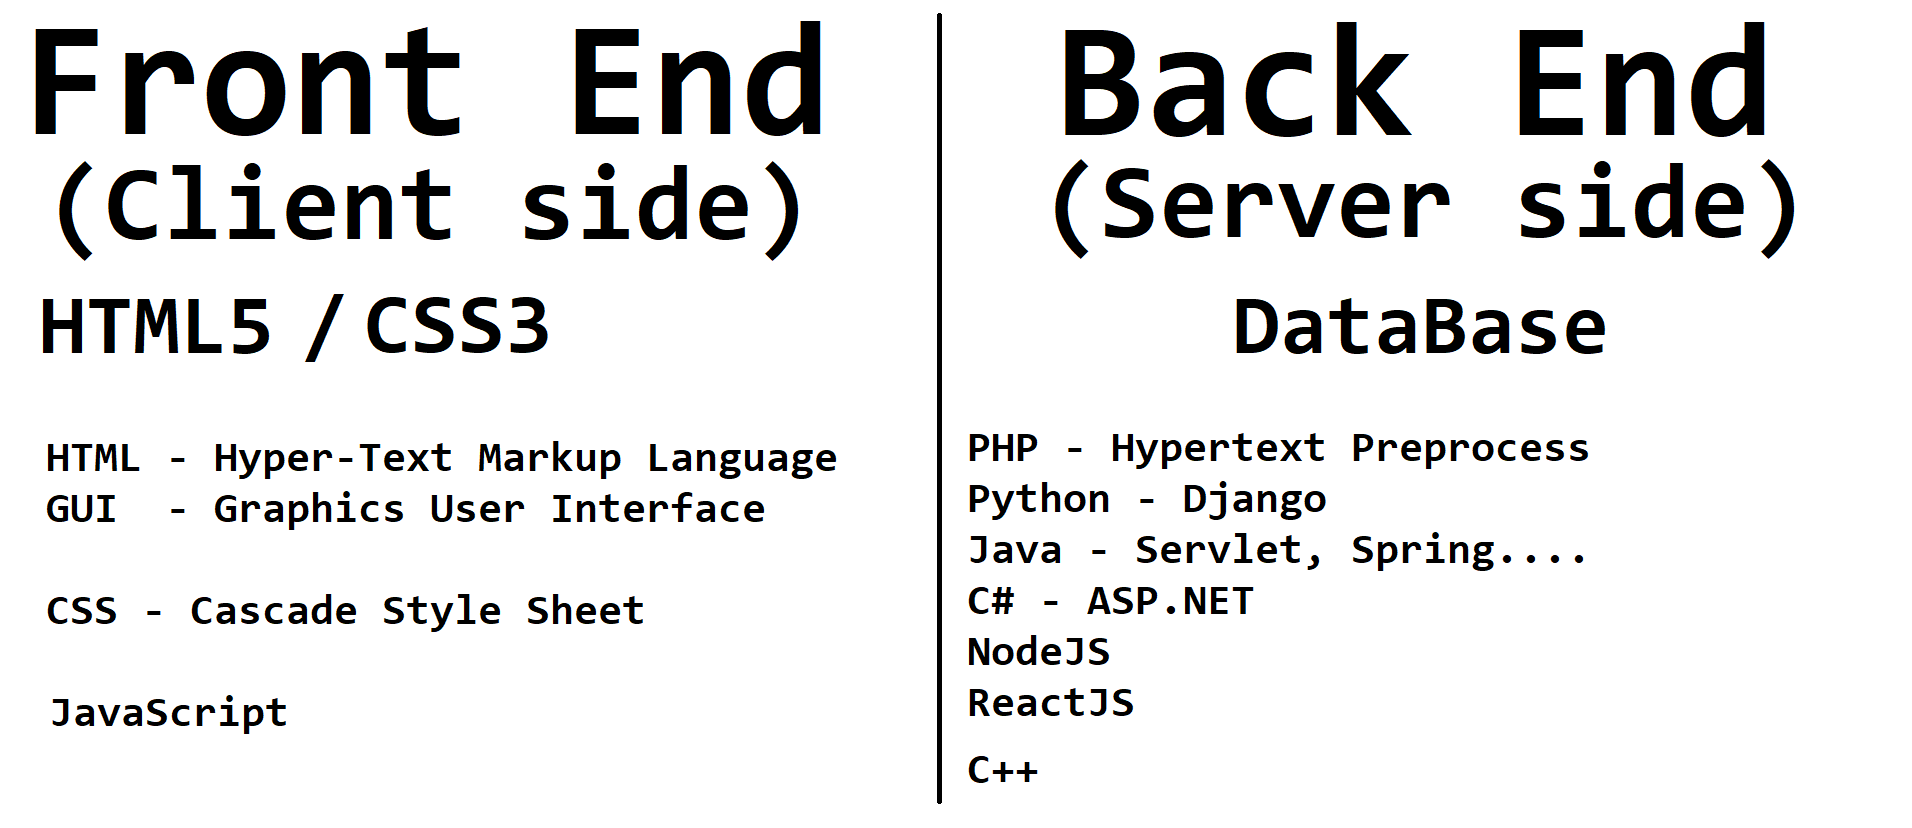 Front End
(Client side)
HTML5 / CSS3
HTML - Hyper-Text Markup Language
GUI - Graphics User Interface
CSS - Cascade Style Sheet
JavaScript
Back End
(Server side)
DataBase
PHP - Hypertext Preprocess
Python - Django
Java - Servlet, Spring....
C# - ASP.NET
NodeJS
ReactJS
C++